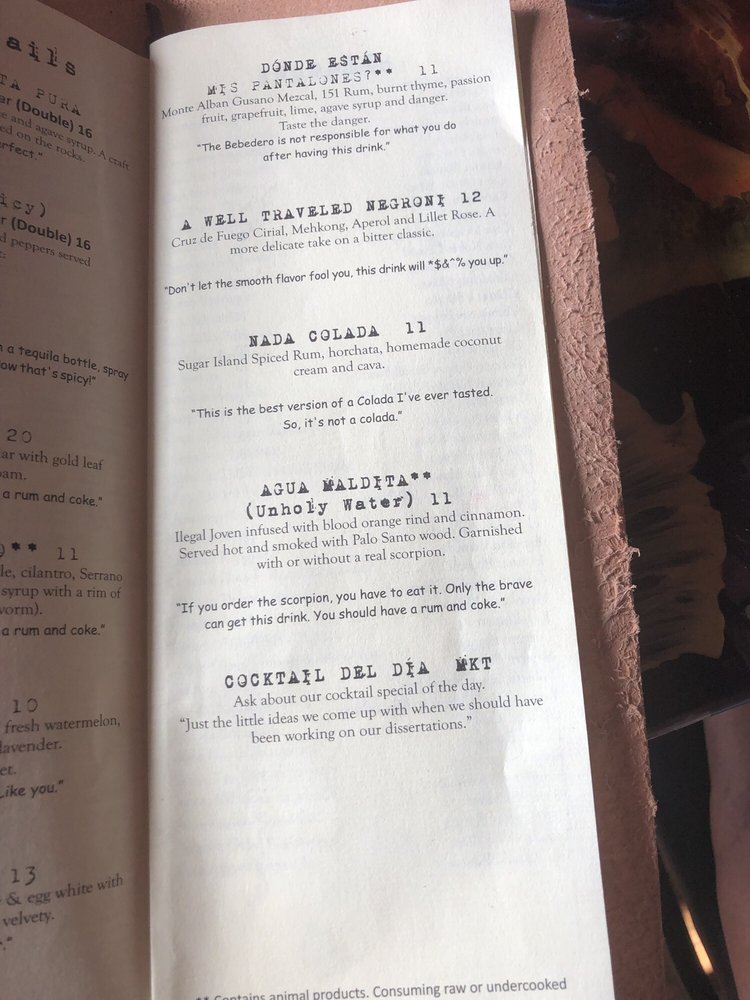 ails
TA PURA
er (Double) 16
e and agave syrup. A craft
ed on the rocks.
erfect."
icy)
er (Double) 16
d peppers served
t:
n a tequila bottle, spray
ow that's spicy!"
20
ar with gold leaf
oam.
a rum and coke."
** 11
le, cilantro, Serrano
syrup with a rim of
worm).
a rum and coke."
10
fresh watermelon,
lavender.
et.
Like you."
13
& egg white with
velvety.
DÓNDE ESTÁN
MIS PANTALONES?** 11
Monte Alban Gusano Mezcal, 151 Rum, burnt thyme, passion
fruit, grapefruit, lime, agave syrup and danger.
Taste the danger.
"The Bebedero is not responsible for what you do
after having this drink."
A WELL TRAVELED NEGRONI 12
Cruz de Fuego Cirial, Mehkong, Aperol and Lillet Rose. A
more delicate take on a bitter classic.
"Don't let the smooth flavor fool you, this drink will *$&^% you up."
NADA COLADA 11
Sugar Island Spiced Rum, horchata, homemade coconut
cream and cava.
"This is the best version of a Colada I've ever tasted.
So, it's not a colada."
AGUA MALDITA**
(Unholy Water) 11
Ilegal Joven infused with blood orange rind and cinnamon.
Served hot and smoked with Palo Santo wood. Garnished
with or without a real scorpion.
"If you order the scorpion, you have to eat it. Only the brave
can get this drink. You should have a rum and coke."
COCKTAIL DEL DÍA MKT
Ask about our cocktail special of the day.
"Just the little ideas we come up with when we should have
been working on our dissertations."
** Contains animal products. Consuming raw or undercooked